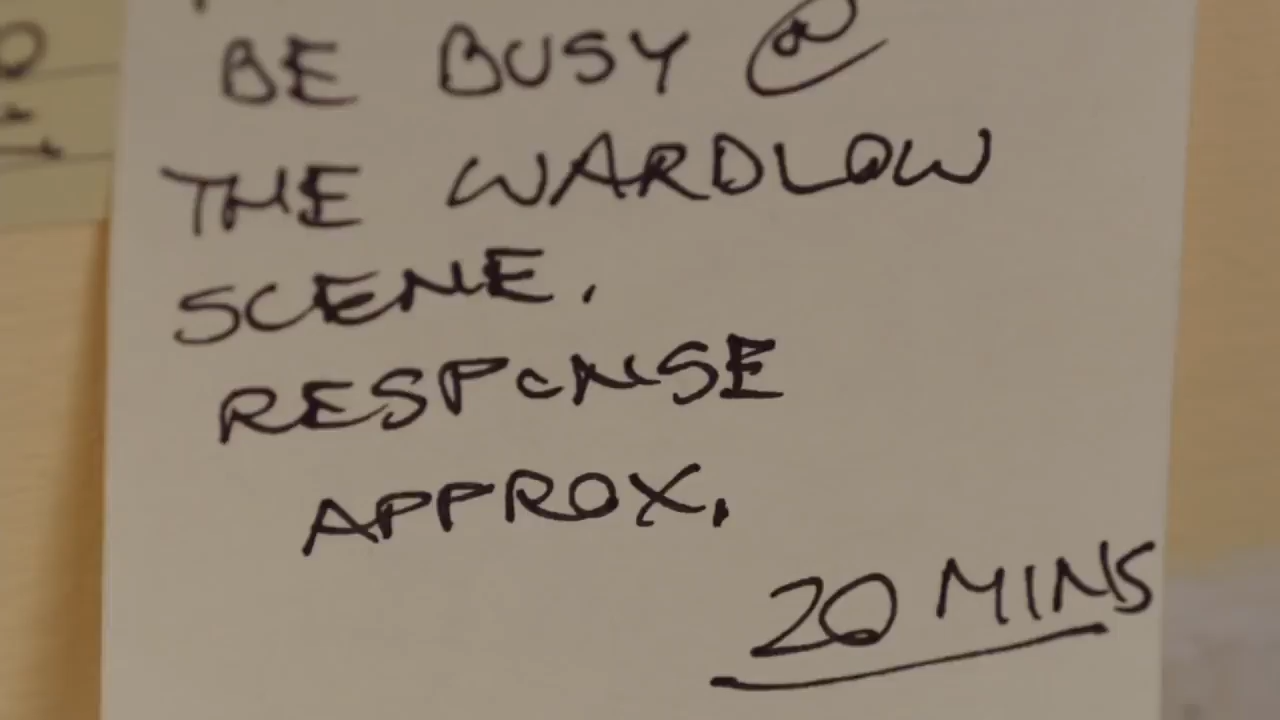 BE BUSY @
THE WARDLOW
SCENE.
RESPONSE
APPROX.
20 MINS